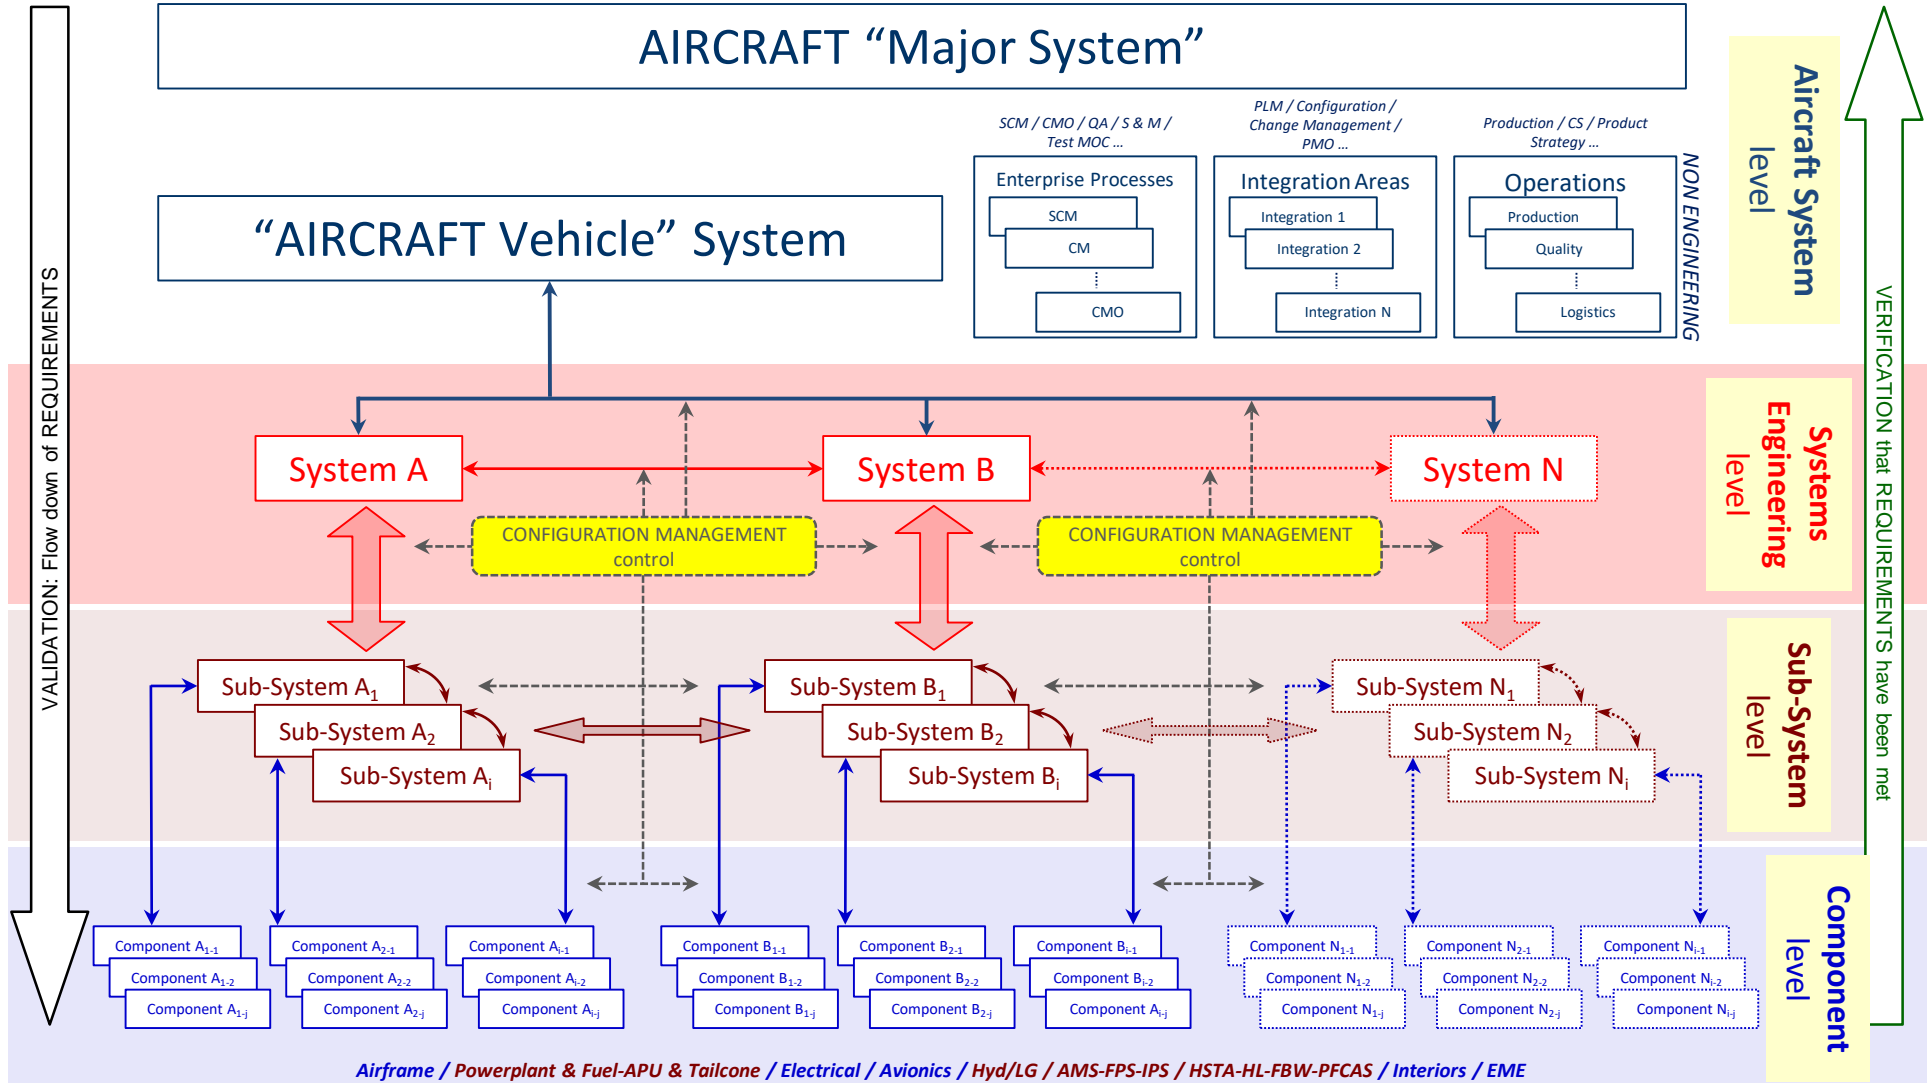 AIRCRAFT “Major System”
SCM / CMO / QA / S & M /
Test MOC ...
PLM / Configuration /
Change Management /
PMO ...
Production / CS / Product
Strategy ...
“AIRCRAFT Vehicle” System
Enterprise Processes
SCM
CM
CMO
Integration Areas
Integration 1
Integration 2
Integration N
Operations
Production
Quality
Logistics
NON ENGINEERING
Aircraft System
level
VALIDATION: Flow down of REQUIREMENTS
VERIFICATION that REQUIREMENTS have been met
System A
System B
System N
CONFIGURATION MANAGEMENT
control
CONFIGURATION MANAGEMENT
control
Systems
Engineering
level
Sub-System A1
Sub-System A2
Sub-System Ai
Sub-System B1
Sub-System B2
Sub-System Bi
Sub-System N1
Sub-System N2
Sub-System Ni
Sub-System
level
Component A1-1
Component A1-2
Component A1-j
Component A2-1
Component A2-2
Component A2-j
Component Ai-1
Component Ai-2
Component Ai-j
Component B1-1
Component B1-2
Component B1-j
Component B2-1
Component B2-2
Component B2-j
Component Bi-1
Component Bi-2
Component Ai-j
Component N1-1
Component N1-2
Component N1-j
Component N2-1
Component N2-2
Component N2-j
Component Ni-1
Component Ni-2
Component Ni-j
Component
level
Airframe / Powerplant & Fuel-APU & Tailcone / Electrical / Avionics / Hyd/LG / AMS-FPS-IPS / HSTA-HL-FBW-PFCAS / Interiors / EME